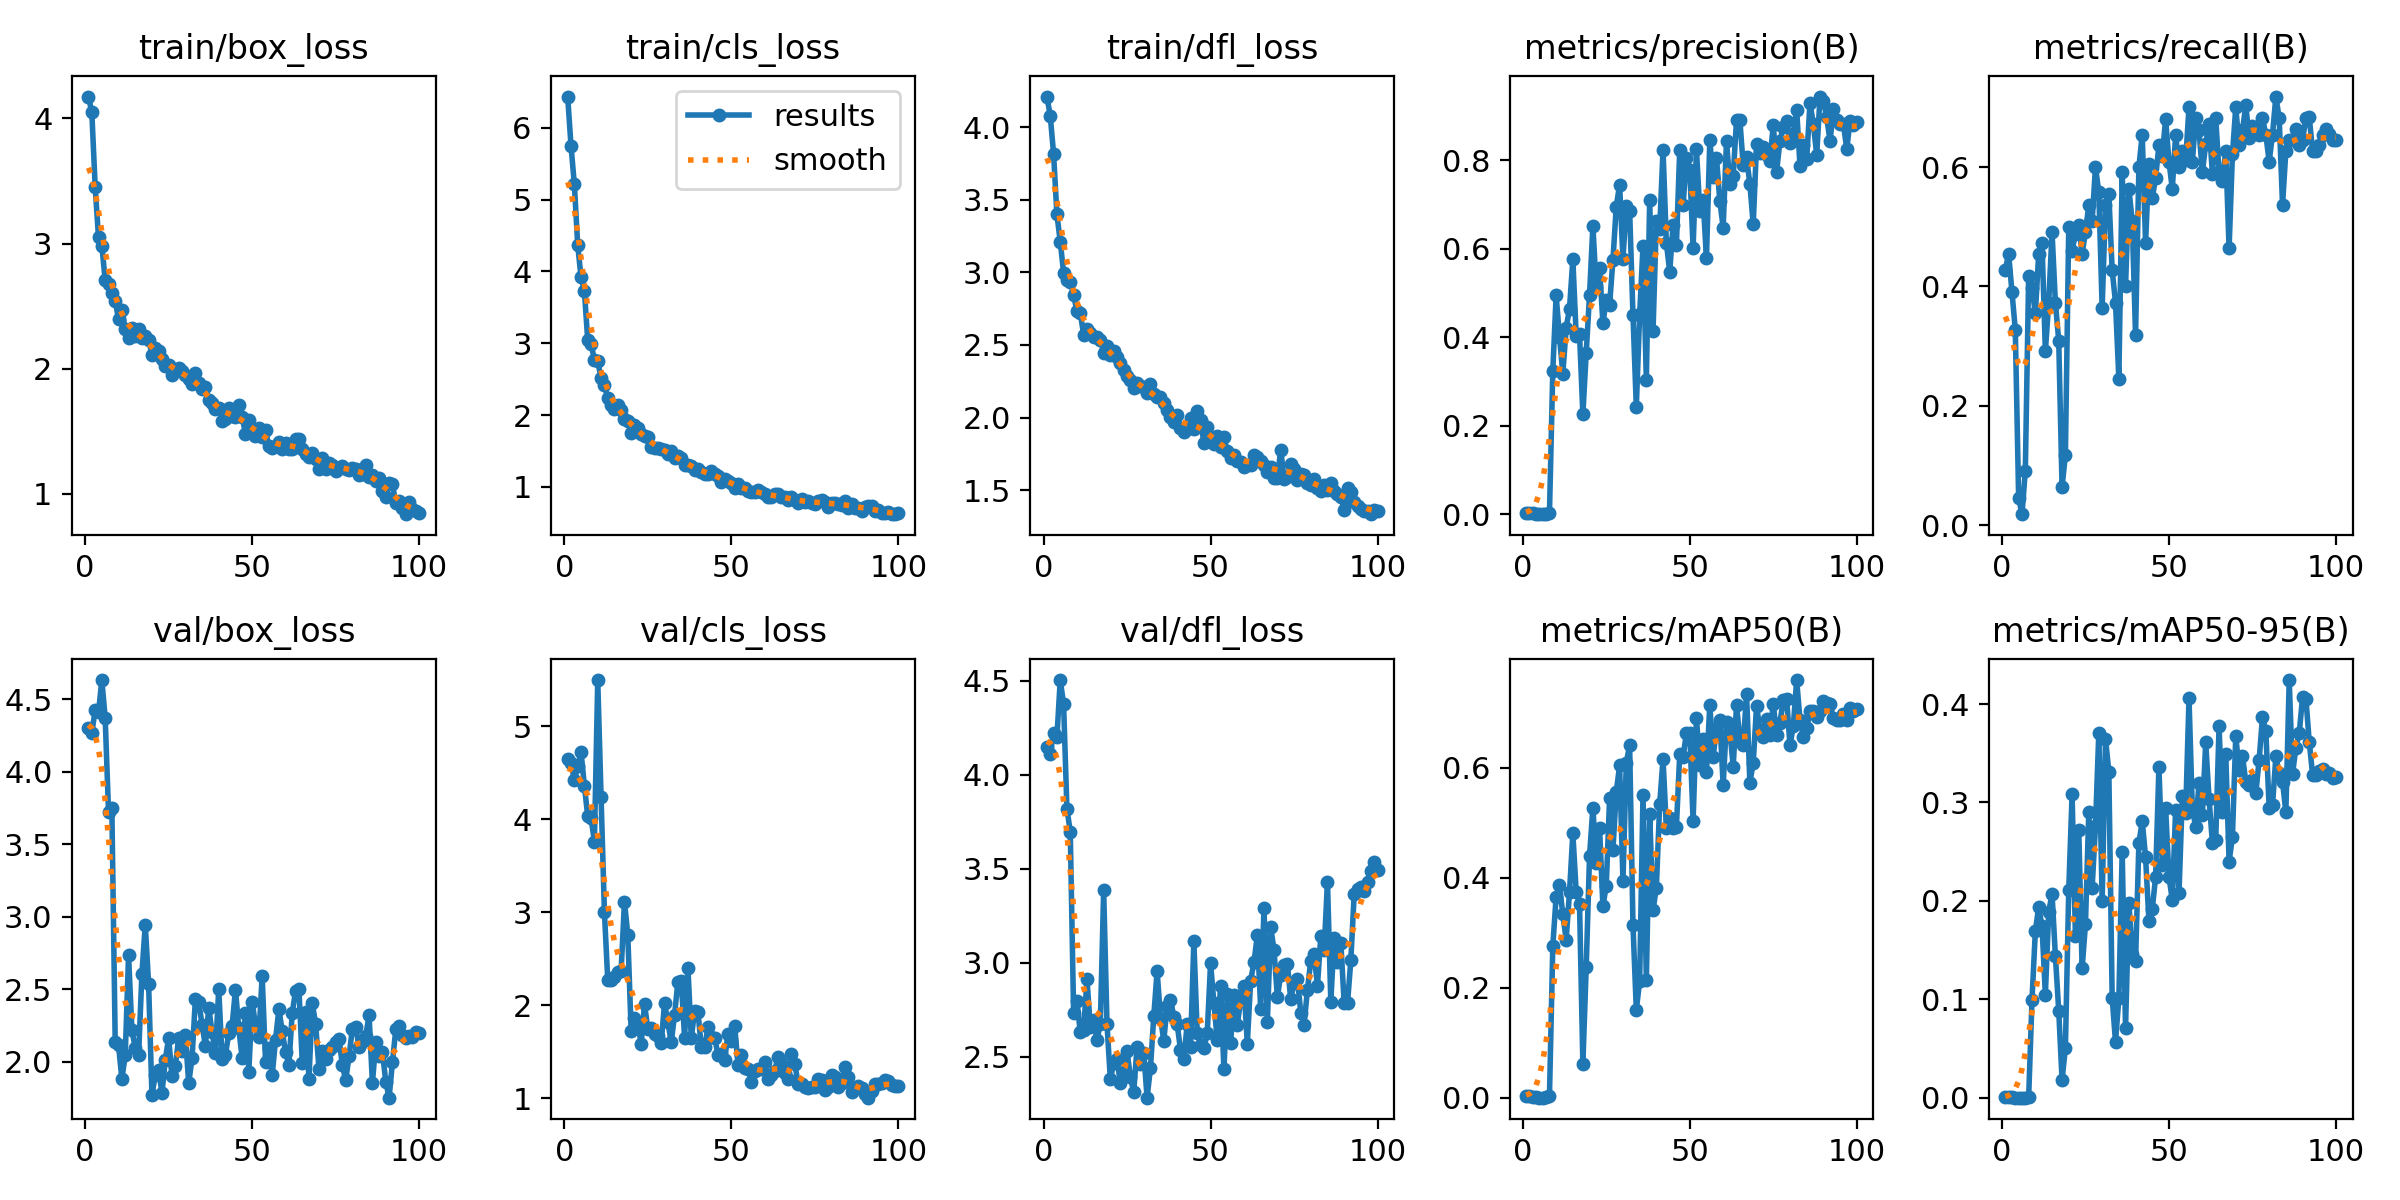 train/box_loss
train/cls_loss
train/dfl_loss
metrics/precision(B)
metrics/recall(B)
4
3
2
1
0 50 100
6
5
4
3
2
1
0 50 100
results
smooth
4.0
3.5
3.0
2.5
2.0
1.5
0 50 100
0.8
0.6
0.4
0.2
0.0
0 50 100
0.6
0.4
0.2
0.0
0 50 100
val/box_loss
val/cls_loss
val/dfl_loss
metrics/mAP50(B)
metrics/mAP50-95(B)
4.5
4.0
3.5
3.0
2.5
2.0
0 50 100
5
4
3
2
1
0 50 100
4.5
4.0
3.5
3.0
2.5
0 50 100
0.6
0.4
0.2
0.0
0 50 100
0.4
0.3
0.2
0.1
0.0
0 50 100